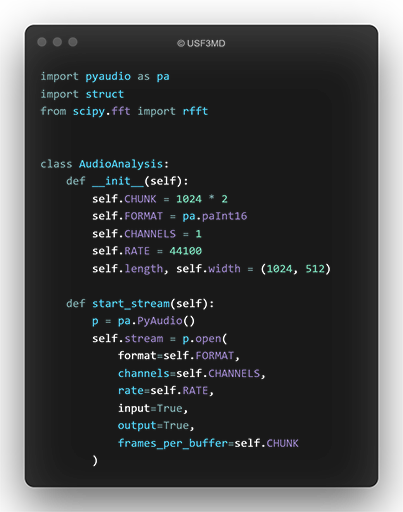 © USF3MD
import pyaudio as pa
import struct
from scipy.fft import rfft
class AudioAnalysis:
    def __init__(self):
        self.CHUNK = 1024 * 2
        self.FORMAT = pa.paInt16
        self.CHANNELS = 1
        self.RATE = 44100
        self.length, self.width = (1024, 512)
    def start_stream(self):
        p = pa.PyAudio()
        self.stream = p.open(
            format=self.FORMAT,
            channels=self.CHANNELS,
            rate=self.RATE,
            input=True,
            output=True,
            frames_per_buffer=self.CHUNK
        )